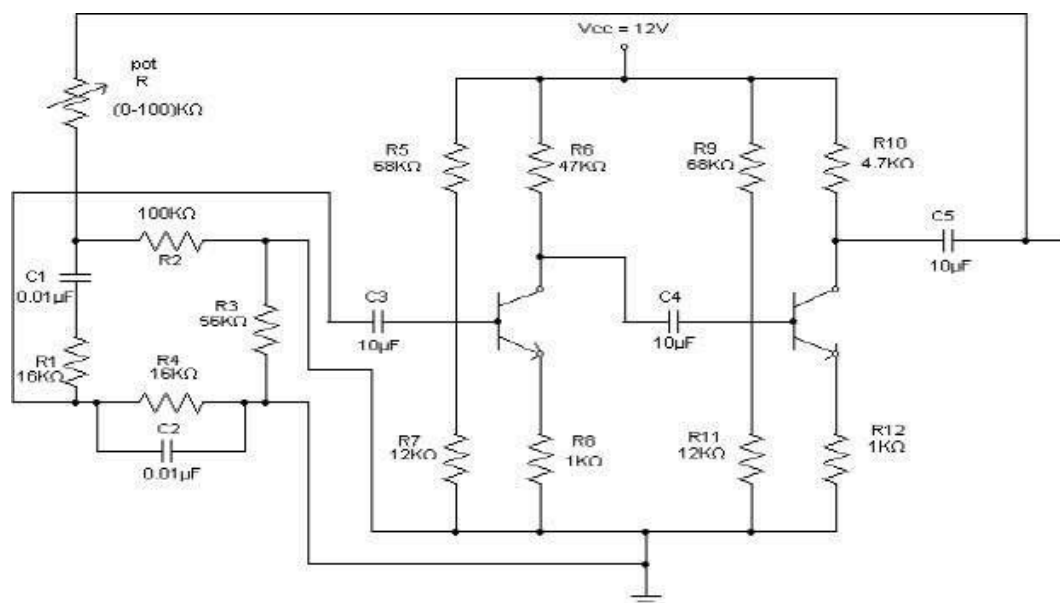 Vcc = 12V
pot
R
(0-100)KΩ
R5
68KΩ
R6
47KΩ
R9
68KΩ
R10
4.7KΩ
100KΩ
R2
C1
0.01µF
R3
56KΩ
C3
10µF
C4
10µF
C5
10µF
R1
16KΩ
R4
16KΩ
C2
0.01µF
R7
12KΩ
R8
1KΩ
R11
12KΩ
R12
1KΩ